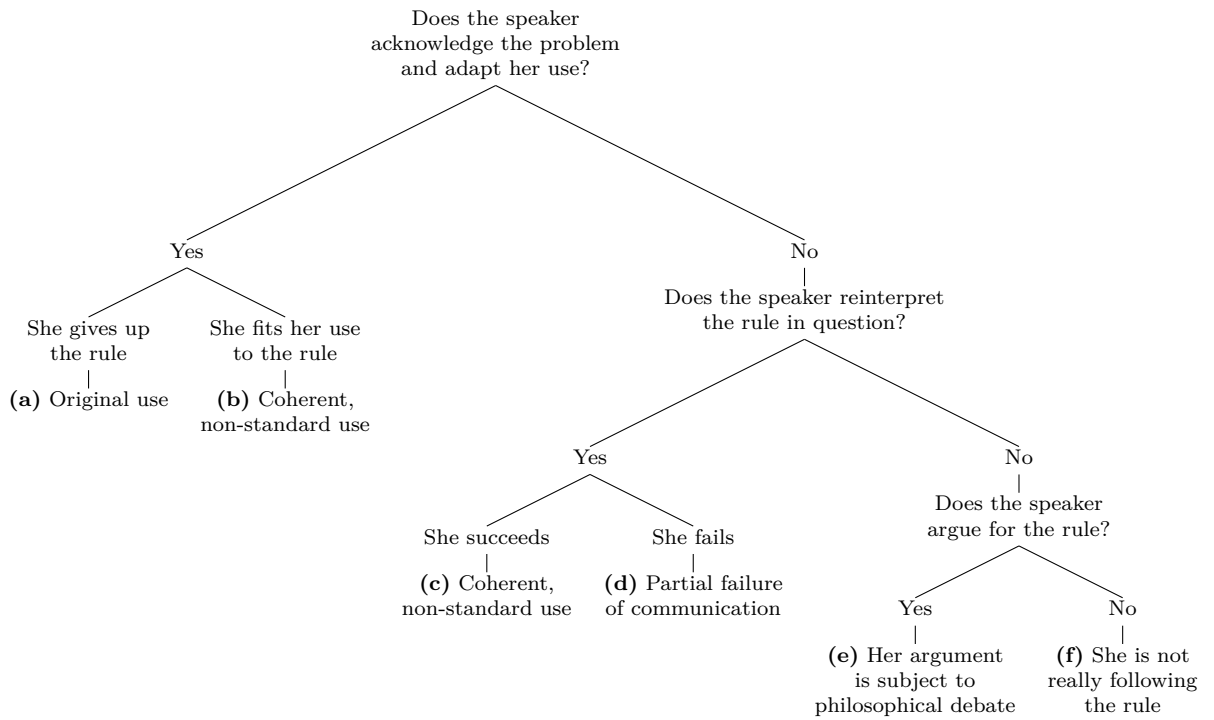 Does the speaker
acknowledge the problem
and adapt her use?
Yes
No
She gives up
the rule
She fits her use
to the rule
(a) Original use
(b) Coherent,
non-standard use
Does the speaker reinterpret
the rule in question?
Yes
No
She succeeds
She fails
(c) Coherent,
non-standard use
(d) Partial failure
of communication
Does the speaker
argue for the rule?
Yes
No
(e) Her argument
is subject to
philosophical debate
(f) She is not
really following
the rule